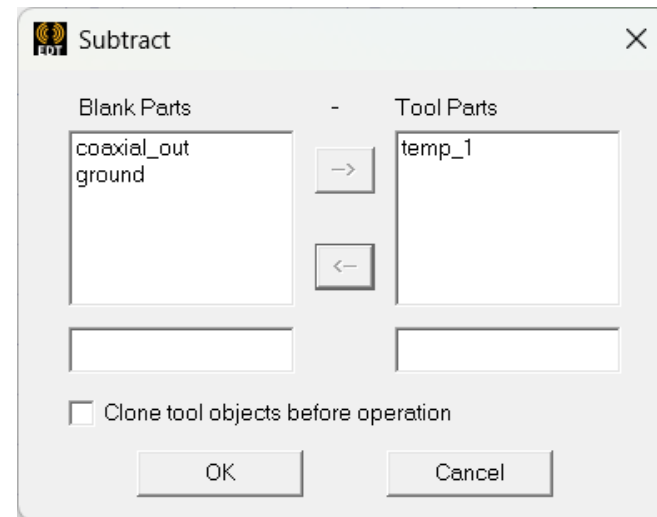 EDT Subtract
Blank Parts - Tool Parts
coaxial_out
ground
-->
temp_1
<--
Clone tool objects before operation
OK Cancel